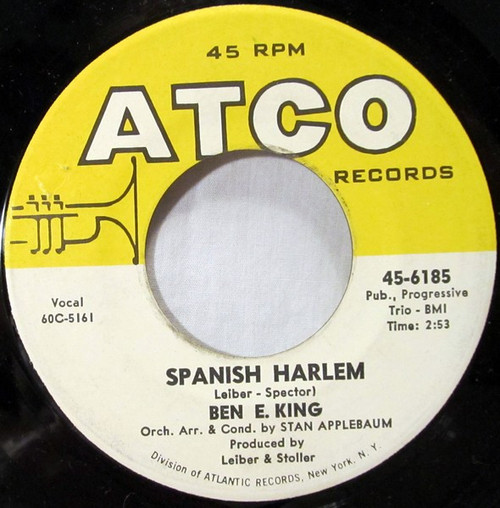 45 RPM
ATCO
RECORDS
45-6185
Pub., Progressive
Trio - BMI
Time: 2:53
Vocal
60C-5161
SPANISH HARLEM
Leiber - Spector)
BEN E. KING
Orch. Arr. & Cond. by STAN APPLEBAUM
Produced by
Leiber & Stoller
Division of ATLANTIC RECORDS, New York, N. Y.